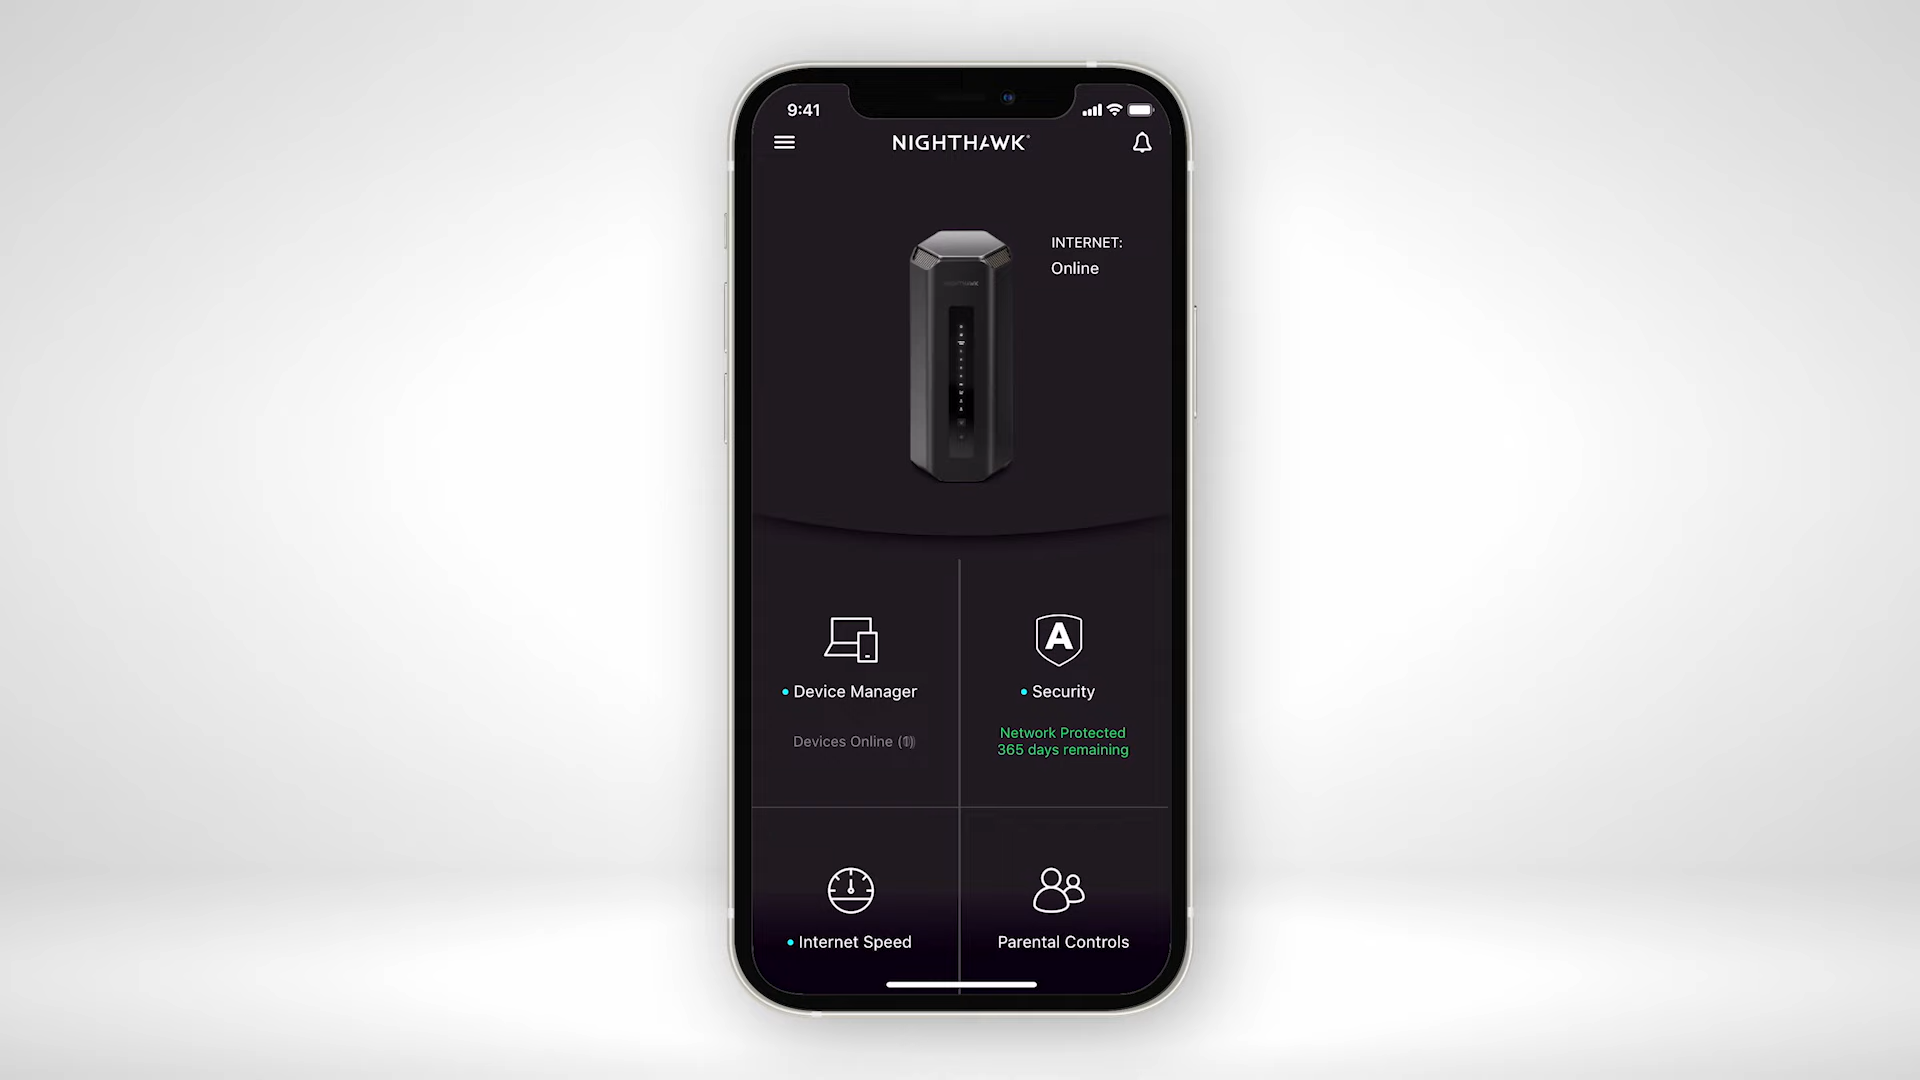 9:41
NIGHTHAWK
INTERNET:
Online
NIGHTHAWK
Device Manager
Security
Devices Online (1)
Network Protected
365 days remaining
Internet Speed
Parental Controls